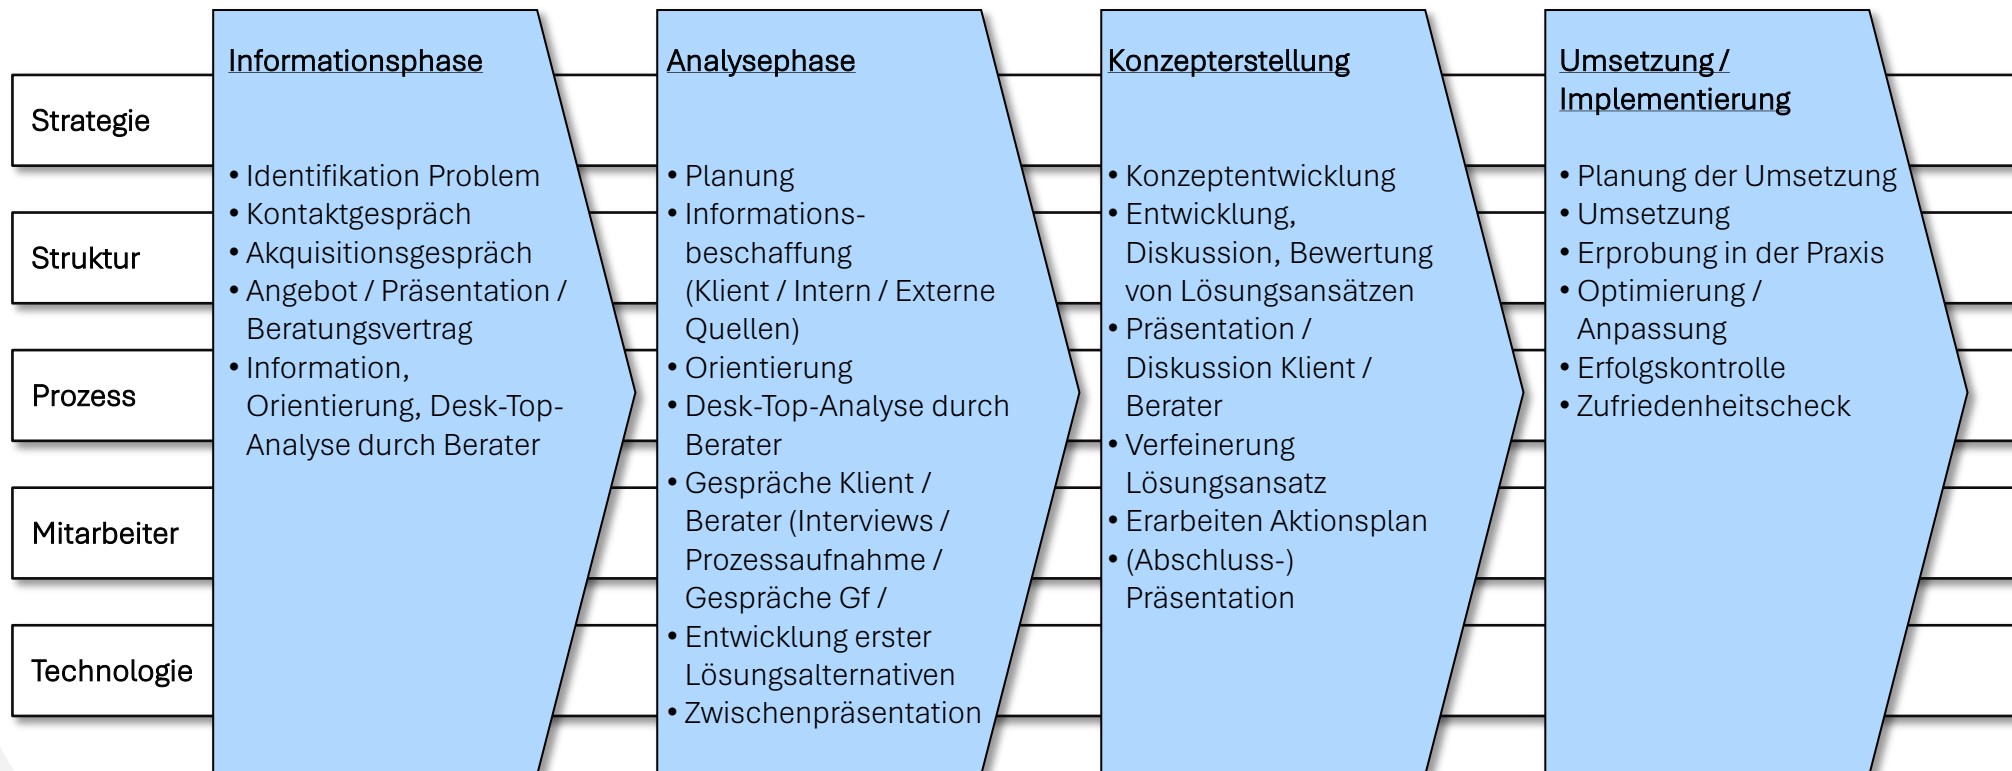 Strategie
Struktur
Prozess
Mitarbeiter
Technologie
Informationsphase
• Identifikation Problem
• Kontaktgespräch
• Akquisitionsgespräch
• Angebot / Präsentation /
Beratungsvertrag
• Information,
Orientierung, Desk-Top-
Analyse durch Berater
Analysephase
• Planung
• Informations-
beschaffung
(Klient / Intern / Externe
Quellen)
• Orientierung
• Desk-Top-Analyse durch
Berater
• Gespräche Klient /
Berater (Interviews /
Prozessaufnahme /
Gespräche Gf /
• Entwicklung erster
Lösungsalternativen
• Zwischenpräsentation
Konzepterstellung
• Konzeptentwicklung
• Entwicklung,
Diskussion, Bewertung
von Lösungsansätzen
• Präsentation /
Diskussion Klient /
Berater
• Verfeinerung
Lösungsansatz
• Erarbeiten Aktionsplan
• (Abschluss-)
Präsentation
Umsetzung /
Implementierung
• Planung der Umsetzung
• Umsetzung
• Erprobung in der Praxis
• Optimierung /
Anpassung
• Erfolgskontrolle
• Zufriedenheitscheck